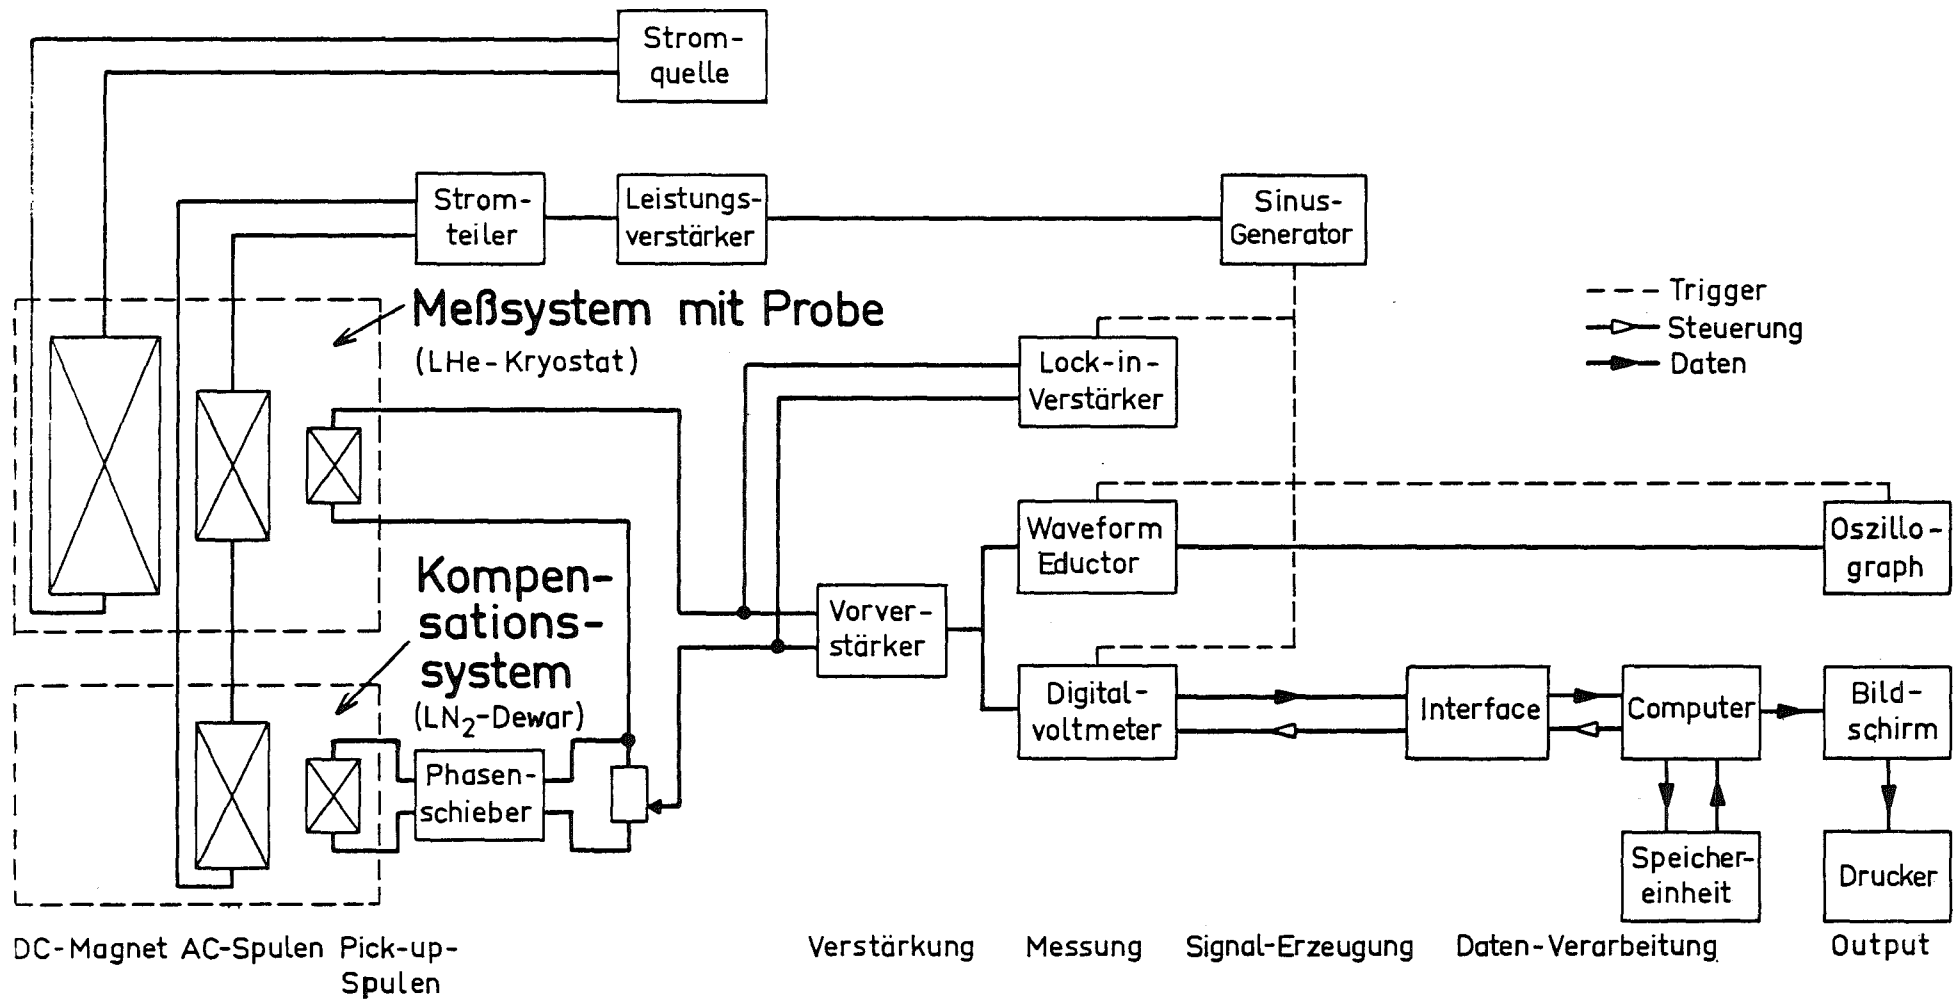 Strom-
quelle
Strom-
teiler
Leistungs-
verstärker
Sinus-
Generator
Meßsystem mit Probe
(LHe-Kryostat)
Trigger
Steuerung
Daten
Lock-in-
Verstärker
Waveform
Eductor
Oszillo-
graph
Kompen-
sations-
system
(LN₂-Dewar)
Vorver-
stärker
Phasen-
schieber
Digital-
voltmeter
Interface
Computer
Bild-
schirm
Speicher-
einheit
Drucker
DC-Magnet AC-Spulen Pick-up-
Spulen
Verstärkung Messung Signal-Erzeugung Daten-Verarbeitung Output